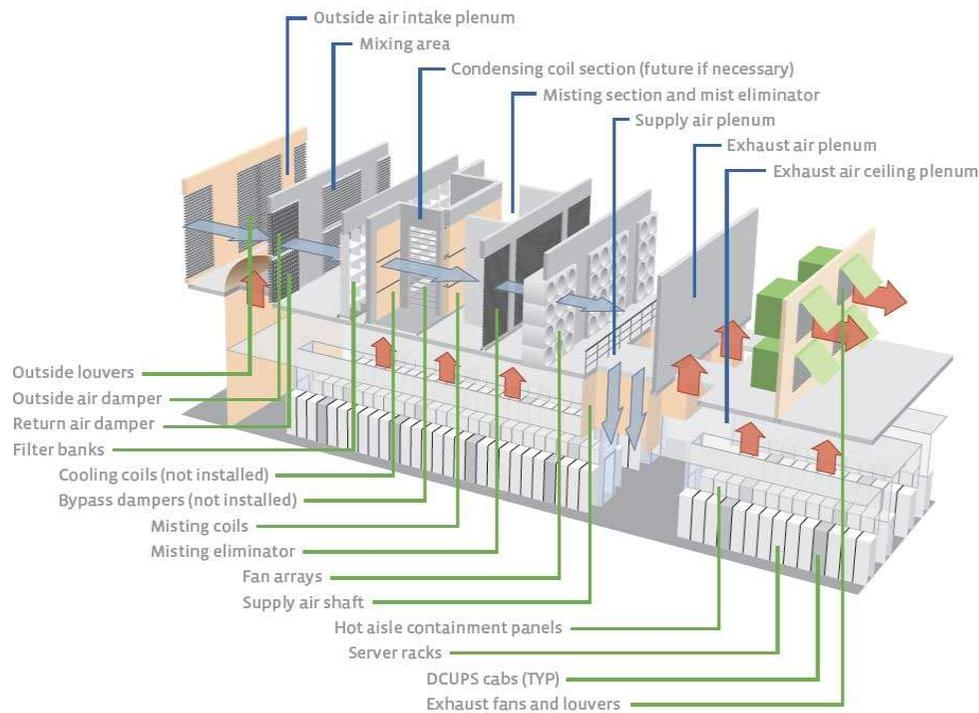 Outside air intake plenum
Mixing area
Condensing coil section (future if necessary)
Misting section and mist eliminator
Supply air plenum
Exhaust air plenum
Exhaust air ceiling plenum
Outside louvers
Outside air damper
Return air damper
Filter banks
Cooling coils (not installed)
Bypass dampers (not installed)
Misting coils
Misting eliminator
Fan arrays
Supply air shaft
Hot aisle containment panels
Server racks
DCUPS cabs (TYP)
Exhaust fans and louvers